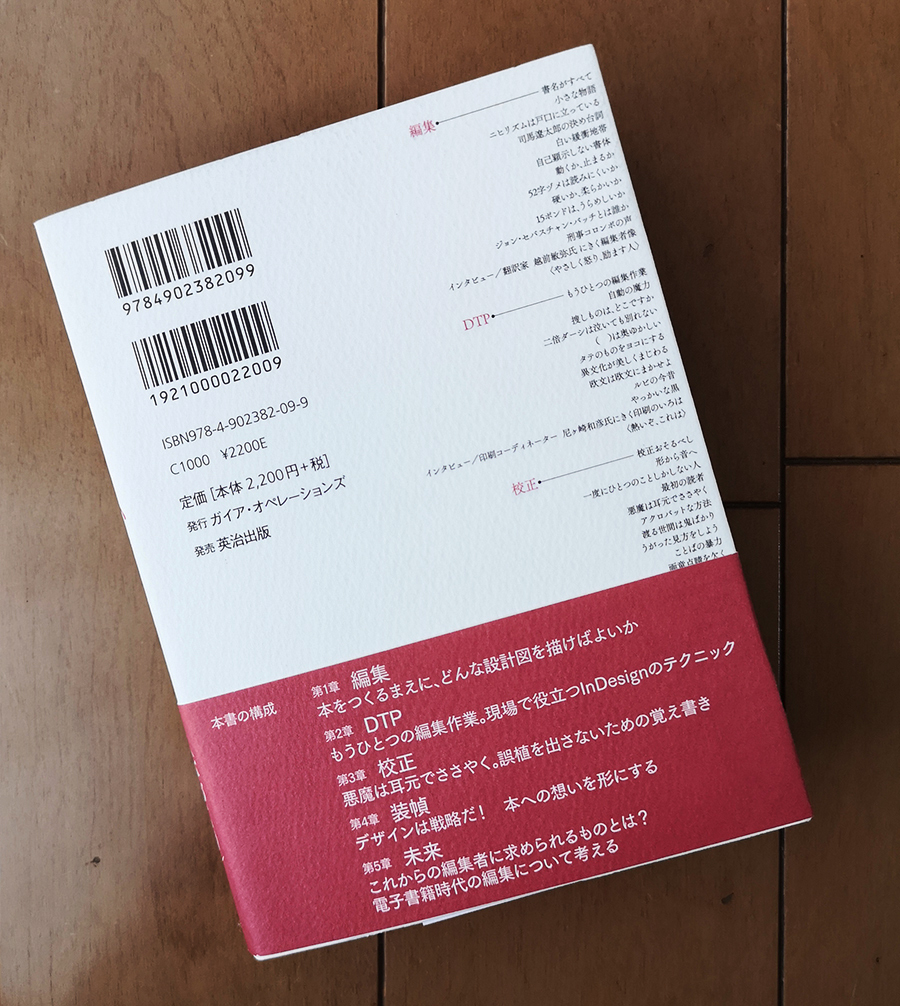 編集
書名がすべて
小さな物語
ニヒリズムは戸口に立っている
司馬遼太郎の決め台詞
白い緩衝地帯
自己顕示しない書体
動くか、止まるか
52字ヅメは読みにくいか
硬いか、柔らかいか
15ポンドは、うらめしいか
ジョン・セバスチャン・バッチとは誰か
刑事コロンボの声
インタビュー／翻訳家 越前敏弥氏にきく編集者像
〈やさしく怒り、励ます人〉
DTP
もうひとつの編集作業
自動の魔力
捜しものは、どこですか
二倍ダーシは泣いても別れない
（　）は奥ゆかしい
タテのものをヨコにする
異文化が美しくまじわる
欧文は欧文にまかせよ
ルビの今昔
やっかいな黒
インタビュー／印刷コーディネーター 尼ヶ崎和彦氏にきく印刷のいろは
〈熱いぞ、これは〉
校正
校正おそるべし
形から音へ
一度にひとつのことしかしない人
最初の読者
悪魔は耳元でささやく
アクロバットな方法
渡る世間は鬼ばかり
うがった見方をしよう
ことばの暴力
画竜点睛を欠く
9784902382099
1921000022009
ISBN978-4-902382-09-9
C1000 ¥2200E
定価［本体2,200円+税］
発行 ガイア・オペレーションズ
発売 英治出版
本書の構成
第1章 編集
本をつくるまえに、どんな設計図を描けばよいか
第2章 DTP
もうひとつの編集作業。現場で役立つInDesignのテクニック
第3章 校正
悪魔は耳元でささやく。誤植を出さないための覚え書き
第4章 装幀
デザインは戦略だ！　本への想いを形にする
第5章 未来
これからの編集者に求められるものとは？
電子書籍時代の編集について考える